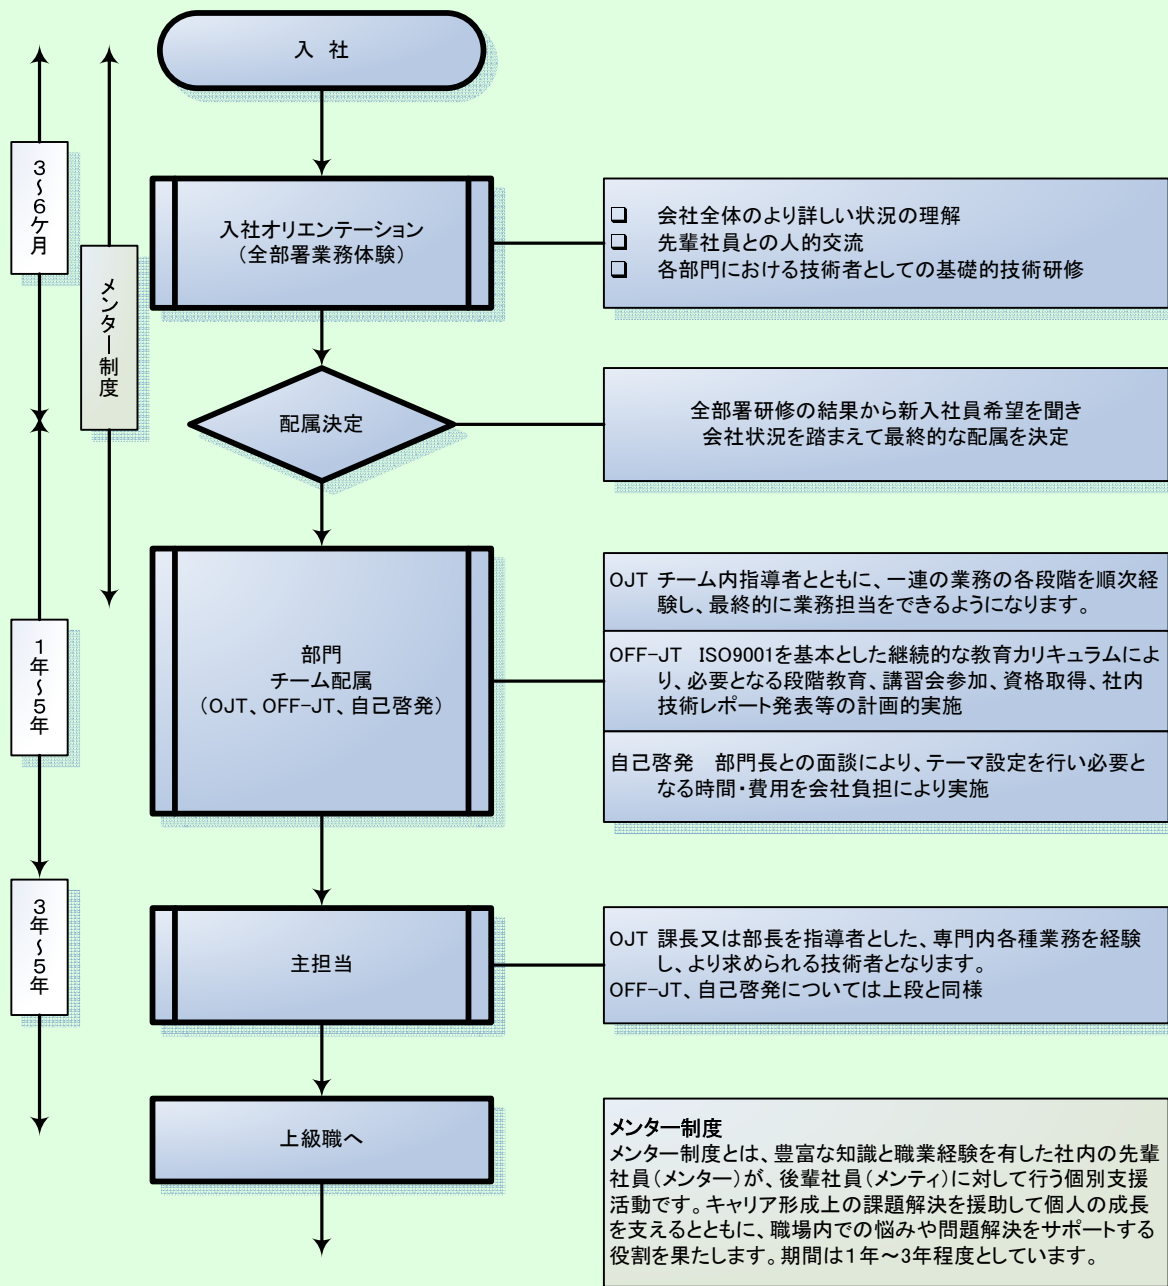 入 社
3～6ケ月
メンター制度
入社オリエンテーション
（全部署業務体験）
❑ 会社全体のより詳しい状況の理解
❑ 先輩社員との人的交流
❑ 各部門における技術者としての基礎的技術研修
配属決定
全部署研修の結果から新入社員希望を聞き
会社状況を踏まえて最終的な配属を決定
1年～5年
部門
チーム配属
（OJT、OFF-JT、自己啓発）
OJT チーム内指導者とともに、一連の業務の各段階を順次経
験し、最終的に業務担当をできるようになります。
OFF-JT ISO9001を基本とした継続的な教育カリキュラムによ
り、必要となる段階教育、講習会参加、資格取得、社内
技術レポート発表等の計画的実施
自己啓発 部門長との面談により、テーマ設定を行い必要と
なる時間・費用を会社負担により実施
3年～5年
主担当
OJT 課長又は部長を指導者とした、専門内各種業務を経験
し、より求められる技術者となります。
OFF-JT、自己啓発については上段と同様
上級職へ
メンター制度
メンター制度とは、豊富な知識と職業経験を有した社内の先輩
社員（メンター）が、後輩社員（メンティ）に対して行う個別支援
活動です。キャリア形成上の課題解決を援助して個人の成長
を支えるとともに、職場内での悩みや問題解決をサポートする
役割を果たします。期間は1年～3年程度としています。